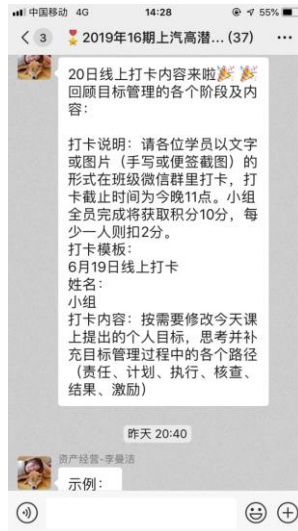 中国移动 4G
14:28
55%
3
2019年16期上汽高潜... (37)
20日线上打卡内容来啦
回顾目标管理的各个阶段及内
容：
打卡说明：请各位学员以文字
或图片（手写或便签截图）的
形式在班级微信群里打卡，打
卡截止时间为今晚11点。小组
全员完成将获取积分10分，每
少一人则扣2分。
打卡模板：
6月19日线上打卡
姓名：
小组
打卡内容：按需要修改今天课
上提出的个人目标，思考并补
充目标管理过程中的各个路径
（责任、计划、执行、核查、
结果、激励）
昨天 20:40
资产经营-李曼洁
示例：